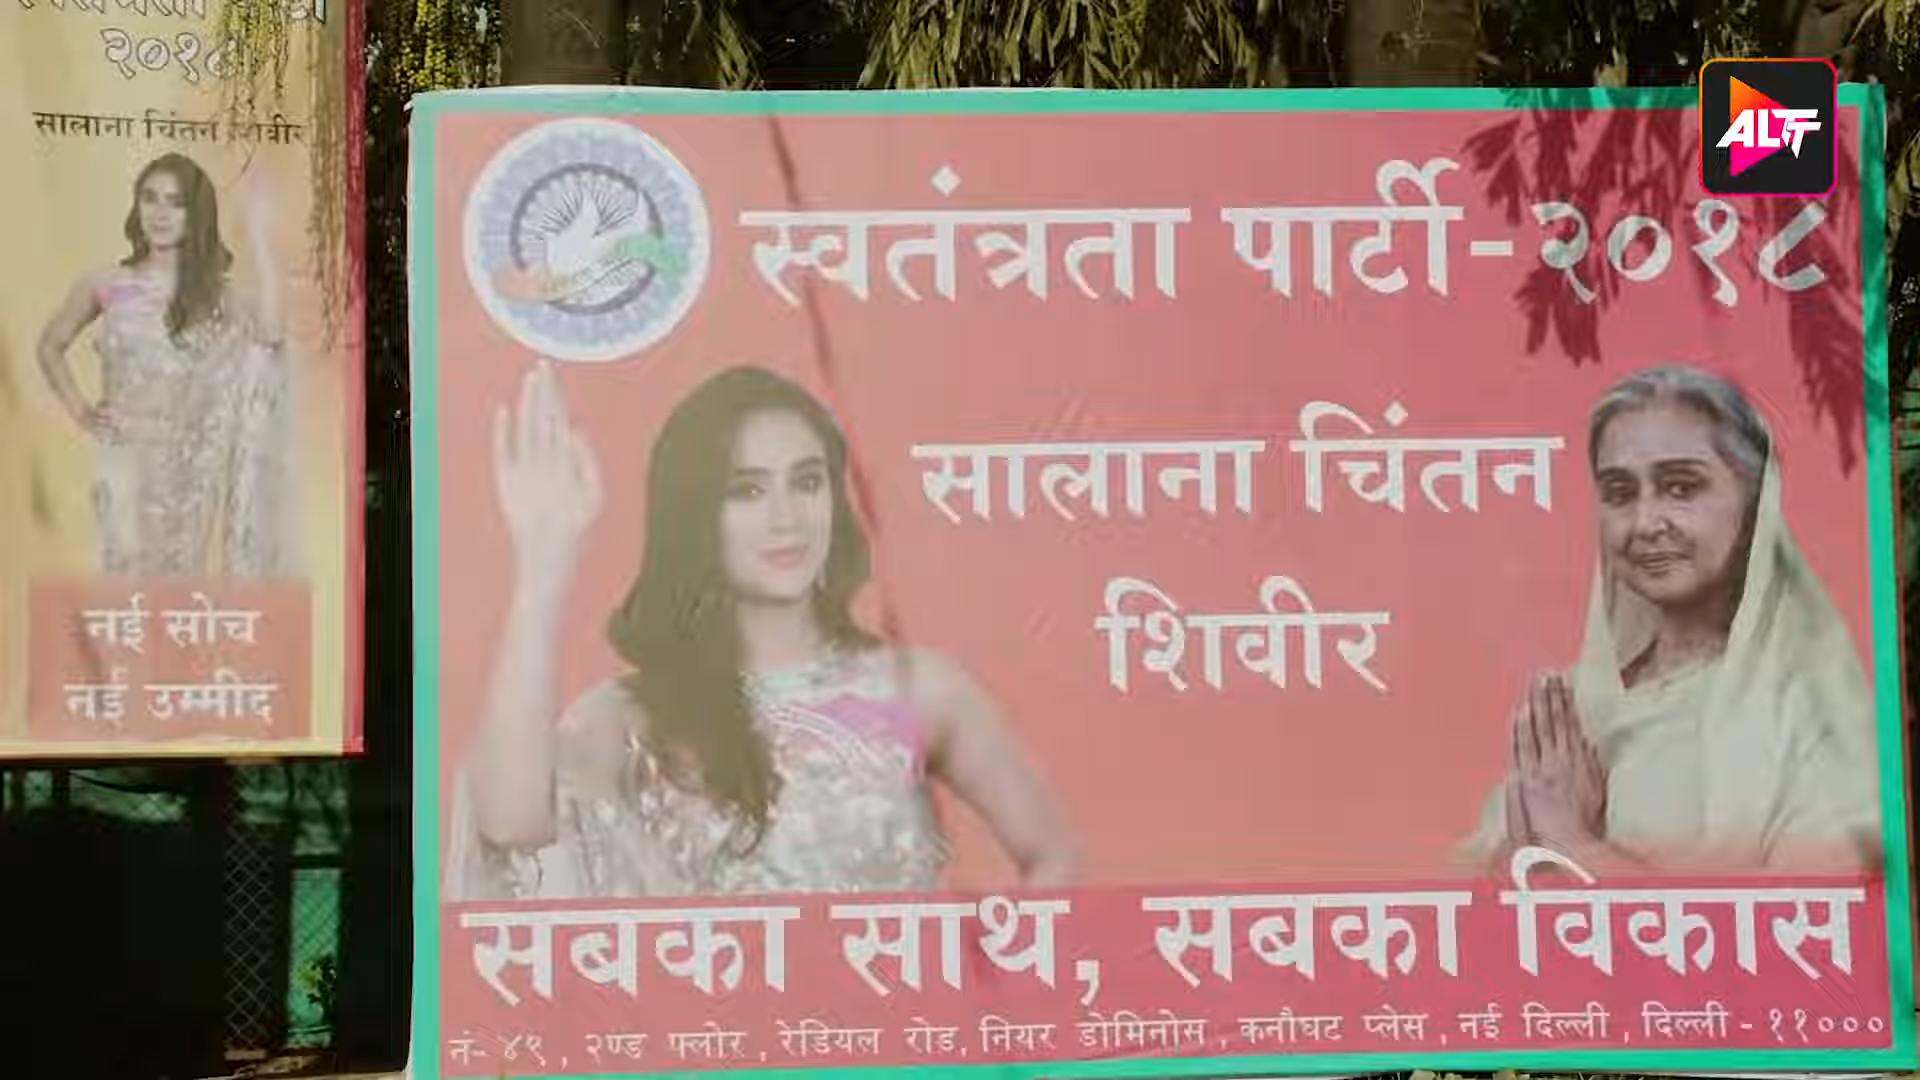 २०१८
सालाना चिंतन शिवीर
नई सोच
नई उम्मीद
स्वतंत्रता पार्टी-२०१८
सालाना चिंतन
शिवीर
सबका साथ, सबका विकास
नं- ४९, २ण्ड फ्लोर, रेडियल रोड, नियर डोमिनोस, कनौघट प्लेस, नई दिल्ली, दिल्ली - ११०००
ALTT